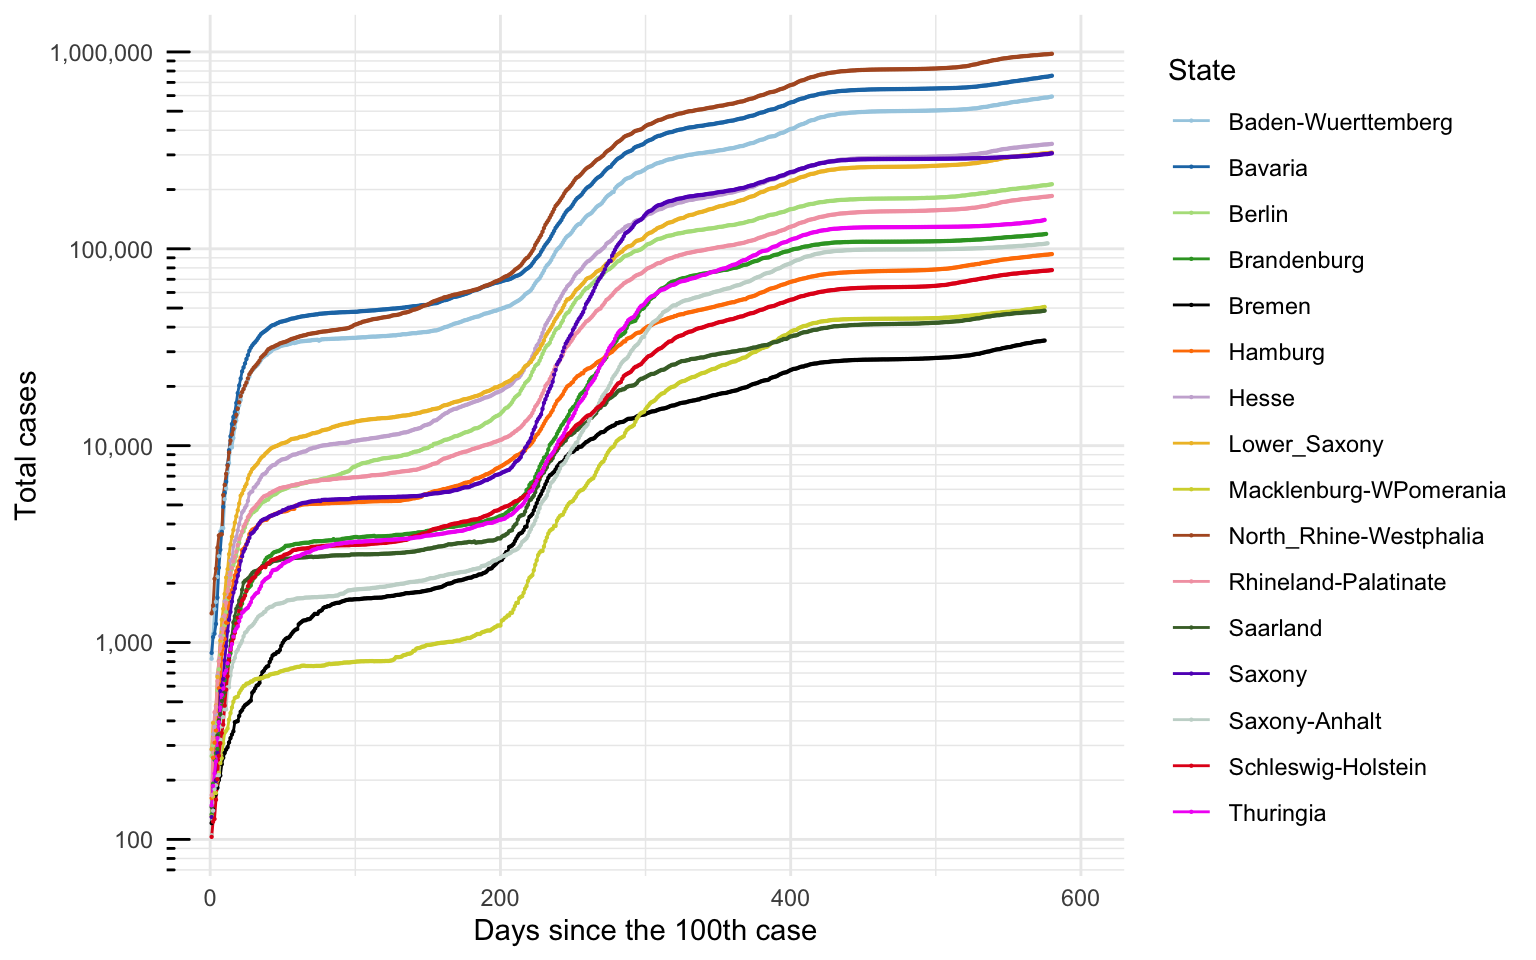 1,000,000
100,000
10,000
1,000
100
Total cases
0
200
400
600
Days since the 100th case
State
Baden-Wuerttemberg
Bavaria
Berlin
Brandenburg
Bremen
Hamburg
Hesse
Lower_Saxony
Macklenburg-WPomerania
North_Rhine-Westphalia
Rhineland-Palatinate
Saarland
Saxony
Saxony-Anhalt
Schleswig-Holstein
Thuringia